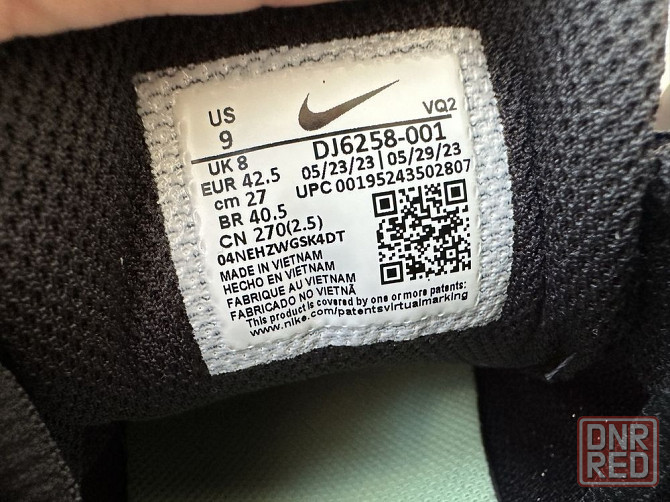 US
9
VQ2
DJ6258-001
UK 8
05/23/23 | 05/29/23
EUR 42.5
UPC 00195243502807
cm 27
BR 40.5
CN 270(2.5)
04NEHZWGSK4DT
MADE IN VIETNAM
HECHO EN VIETNAM
FABRIQUE AU VIETNAM
FABRICADO NO VIETNÃ
This product is covered by one or more patents:
www.nike.com/patentsvirtualmarking
DNR
RED